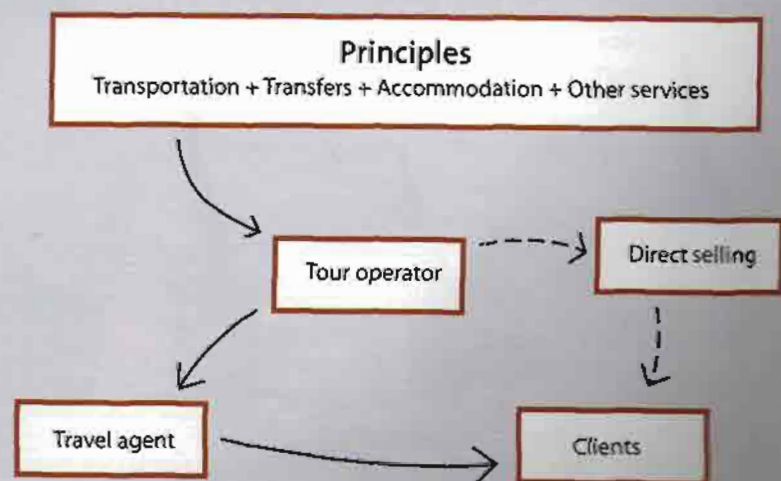 Principles
Transportation + Transfers + Accommodation + Other services
Tour operator
Direct selling
Travel agent
Clients